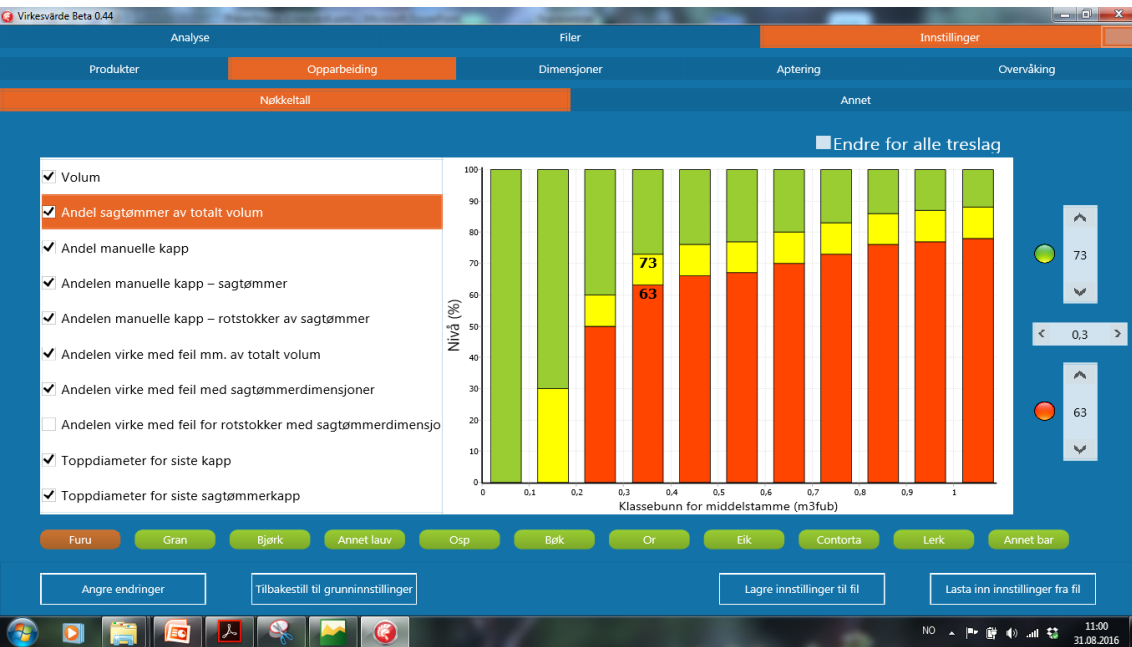 Virkesvärde Beta 0.44
Analyse Filer Innstillinger
Produkter Opparbeiding Dimensjoner Aptering Overvåking
Nøkkeltall Annet
Endre for alle treslag
Volum
Andel sagtømmer av totalt volum
Andel manuelle kapp
Andelen manuelle kapp – sagtømmer
Andelen manuelle kapp – rotstokker av sagtømmer
Andelen virke med feil mm. av totalt volum
Andelen virke med feil med sagtømmerdimensjoner
Andelen virke med feil for rotstokker med sagtømmerdimensjo
Toppdiameter for siste kapp
Toppdiameter for siste sagtømmerkapp
Nivå (%)
100
90
80
70
60
50
40
30
20
10
0
73
63
0 0,1 0,2 0,3 0,4 0,5 0,6 0,7 0,8 0,9 1
Klassebunn for middelstamme (m3fub)
73
0,3
63
Furu Gran Bjørk Annet lauv Osp Bøk Or Eik Contorta Lerk Annet bar
Angre endringer Tilbakestill til grunninnstillinger Lagre innstillinger til fil Lasta inn innstillinger fra fil
NO 11:00
31.08.2016